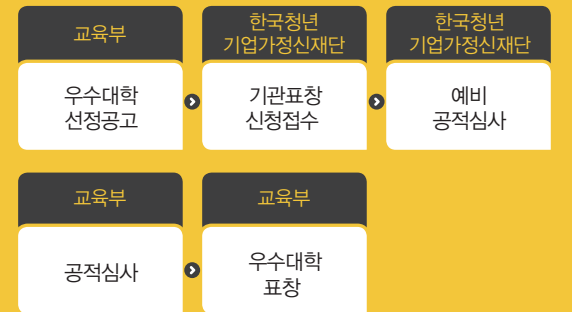 교육부
우수대학
선정공고
한국청년
기업가정신재단
기관표창
신청접수
한국청년
기업가정신재단
예비
공적심사
교육부
공적심사
교육부
우수대학
표창